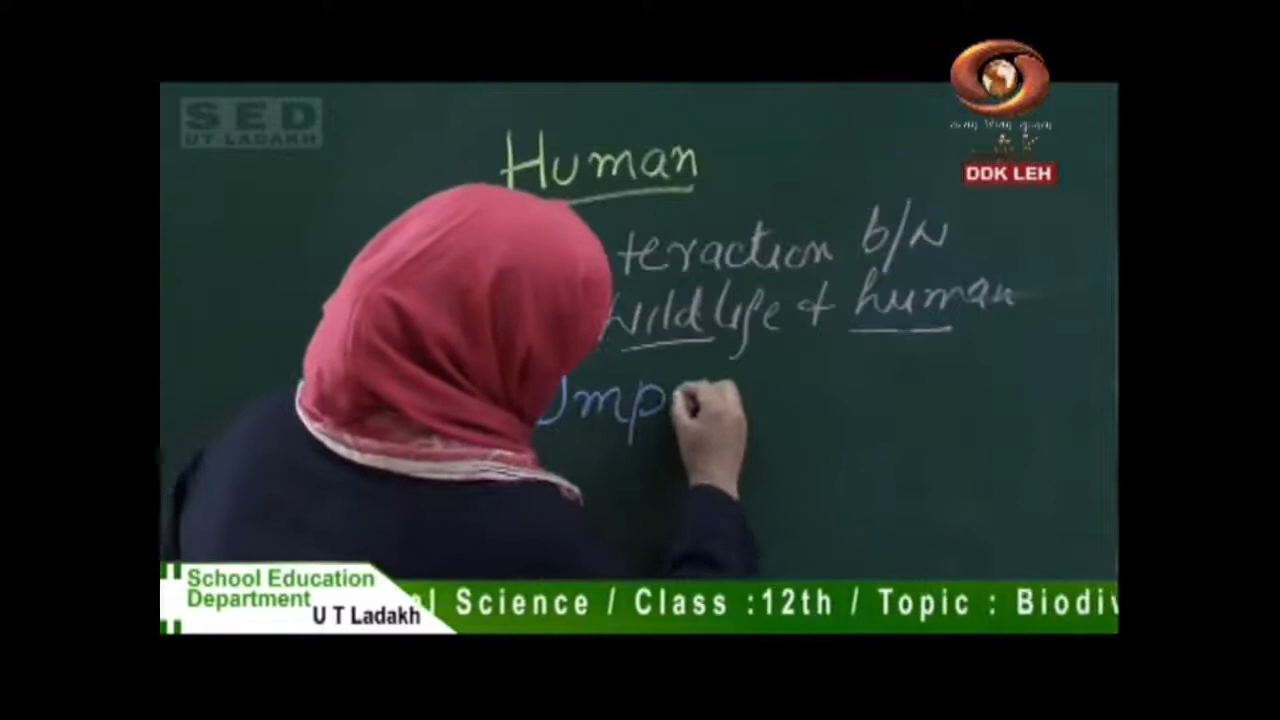 SED
UT LADAKH
DDK LEH
Human
teraction b/N
Wildlife & human
Imp
School Education
Department
U T Ladakh
l Science / Class :12th / Topic : Biodiv